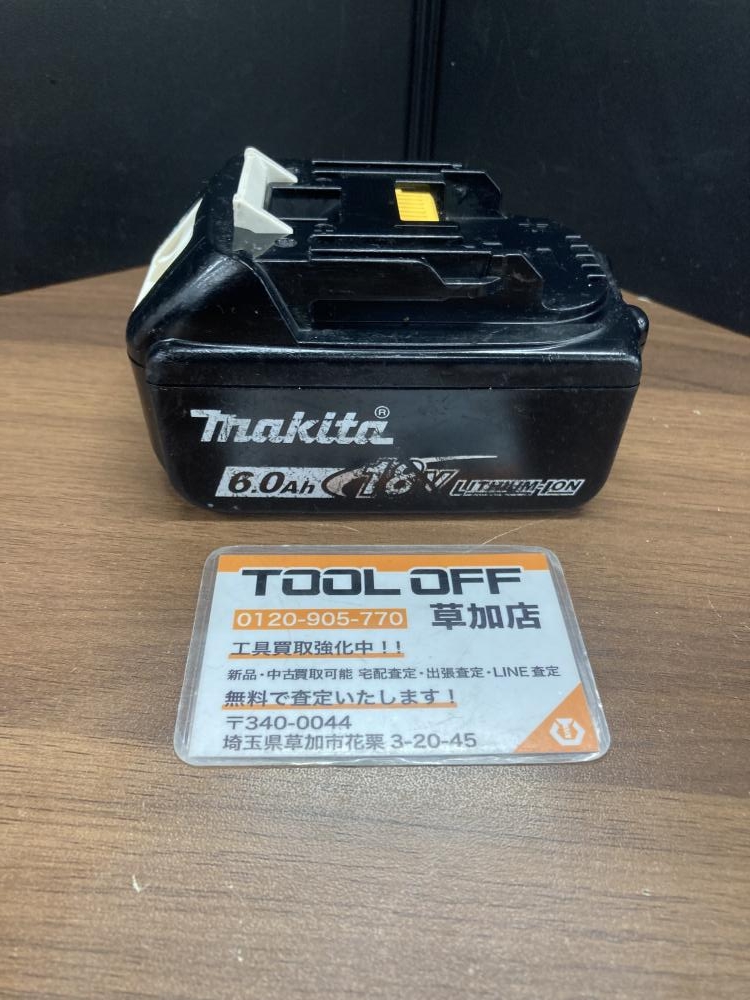 makita®
6.0Ah 18V LITHIUM-ION
TOOL OFF
0120-905-770 草加店
工具買取強化中!!
新品・中古買取可能 宅配査定・出張査定・LINE査定
無料で査定いたします!
〒340-0044
埼玉県草加市花栗 3-20-45